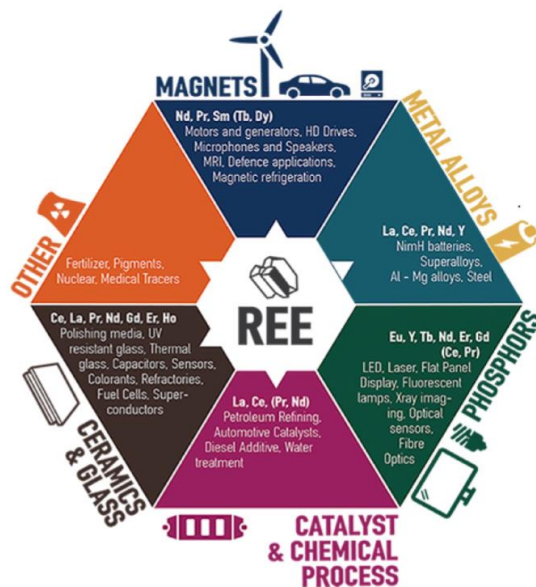 MAGNETS
Nd, Pr, Sm (Tb, Dy)
Motors and generators, HD Drives,
Microphones and Speakers,
MRI, Defence applications,
Magnetic refrigeration
METAL ALLOYS
La, Ce, Pr, Nd, Y
NimH batteries,
Superalloys,
Al - Mg alloys, Steel
OTHER
Fertilizer, Pigments,
Nuclear, Medical Tracers
REE
Ce, La, Pr, Nd, Gd, Er, Ho
Polishing media, UV
resistant glass, Thermal
glass, Capacitors, Sensors,
Colorants, Refractories,
Fuel Cells, Super-
conductors
CERAMICS
& GLASS
Eu, Y, Tb, Nd, Er, Gd
(Ce, Pr)
LED, Laser, Flat Panel
Display, Fluorescent
lamps, Xray imag-
ing, Optical
sensors,
Fibre
Optics
PHOSPHORS
La, Ce, (Pr, Nd)
Petroleum Refining,
Automotive Catalysts,
Diesel Additive, Water
treatment
CATALYST
& CHEMICAL
PROCESS